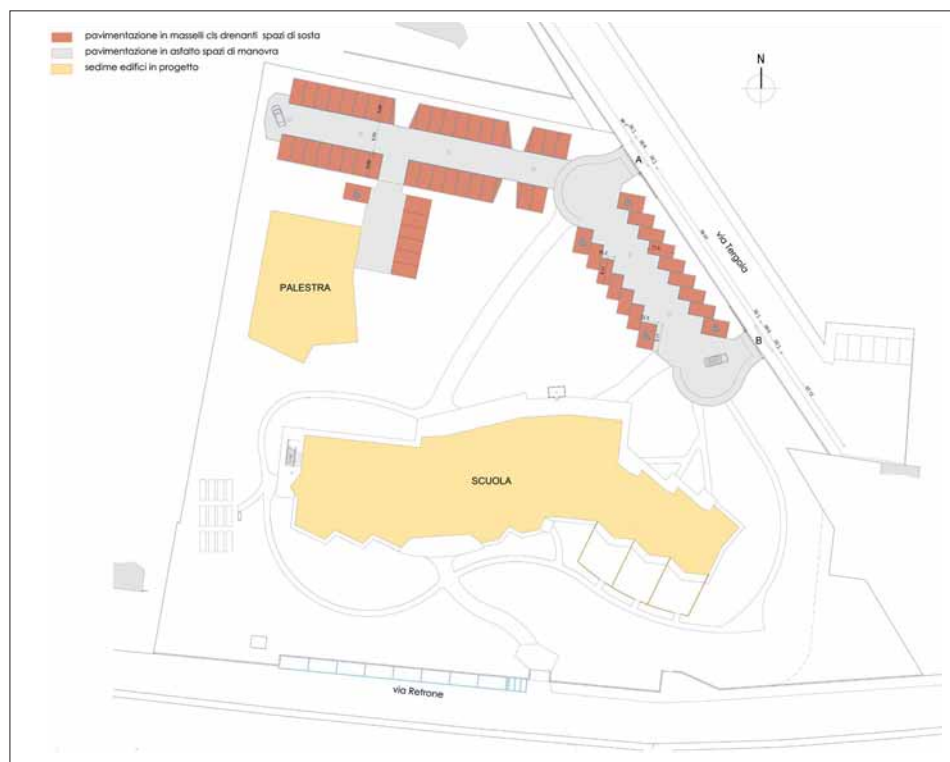 pavimentazione in masselli cls drenanti spazi di sosta
pavimentazione in asfalto spazi di manovra
sedime edifici in progetto
N
A
via Tergola
PALESTRA
B
SCUOLA
via Retrone